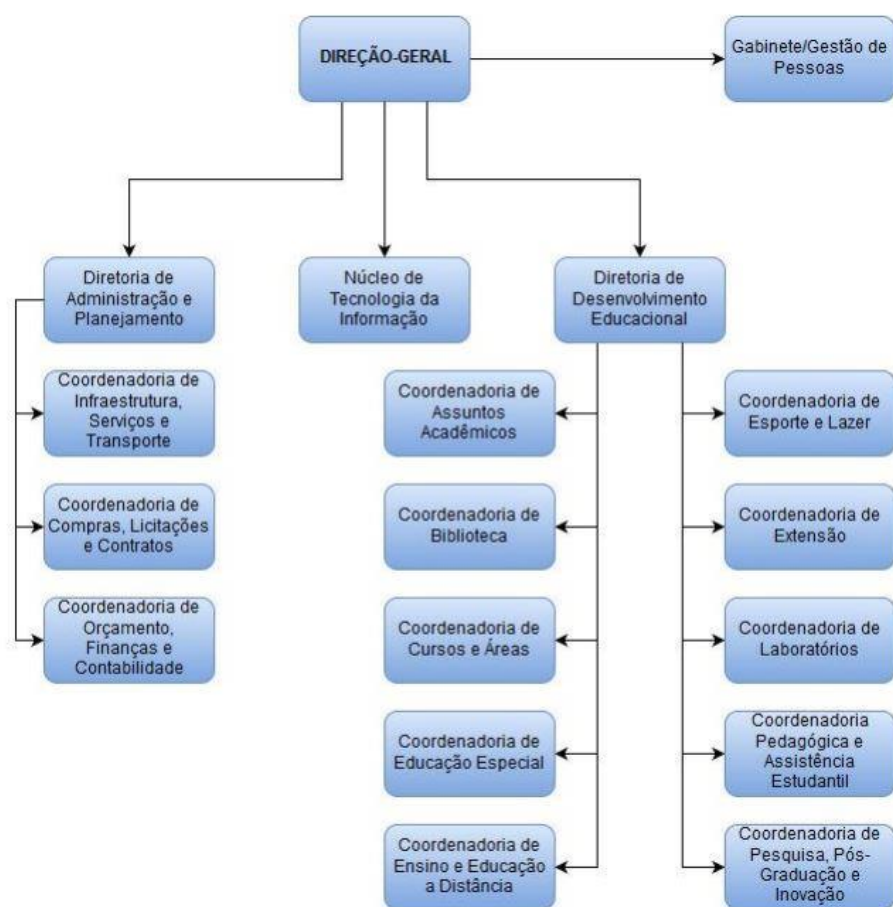 DIREÇÃO-GERAL
Gabinete/Gestão de
Pessoas
Diretoria de
Administração e
Planejamento
Núcleo de
Tecnologia da
Informação
Diretoria de
Desenvolvimento
Educacional
Coordenadoria de
Infraestrutura,
Serviços e
Transporte
Coordenadoria de
Compras, Licitações
e Contratos
Coordenadoria de
Orçamento,
Finanças e
Contabilidade
Coordenadoria de
Assuntos
Acadêmicos
Coordenadoria de
Biblioteca
Coordenadoria de
Cursos e Áreas
Coordenadoria de
Educação Especial
Coordenadoria de
Ensino e Educação
a Distância
Coordenadoria de
Esporte e Lazer
Coordenadoria de
Extensão
Coordenadoria de
Laboratórios
Coordenadoria
Pedagógica e
Assistência
Estudantil
Coordenadoria de
Pesquisa, Pós-
Graduação e
Inovação